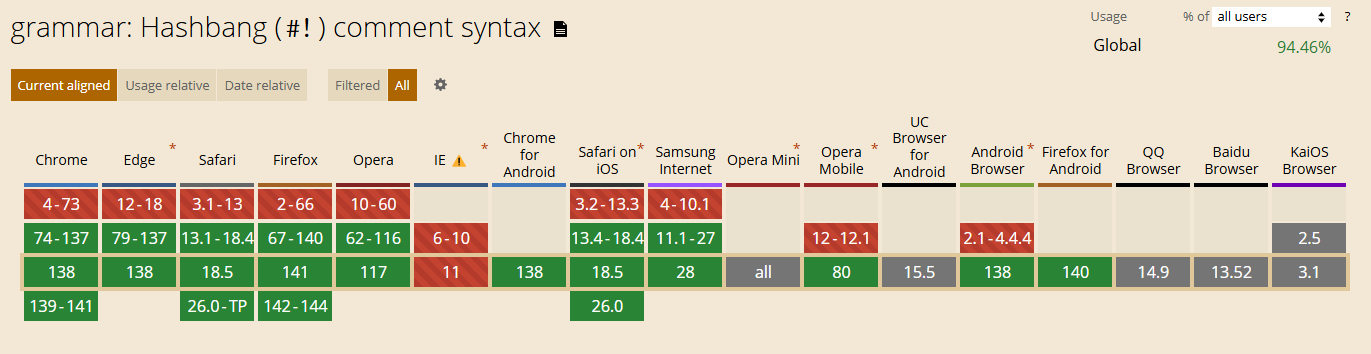 grammar: Hashbang (#!) comment syntax
Usage % of all users ?
Global 94.46%
Current aligned Usage relative Date relative Filtered All
Chrome Edge * Safari Firefox Opera IE * Chrome for Android Safari on iOS * Samsung Internet Opera Mini * Opera Mobile * UC Browser for Android Android Browser * Firefox for Android QQ Browser Baidu Browser KaiOS Browser
4-73 12-18 3.1-13 2-66 10-60 3.2-13.3 4-10.1
74-137 79-137 13.1-18.4 67-140 62-116 6-10 13.4-18.4 11.1-27 12-12.1 2.1-4.4.4 2.5
138 138 18.5 141 117 11 138 18.5 28 all 80 15.5 138 140 14.9 13.52 3.1
139-141 26.0-TP 142-144 26.0